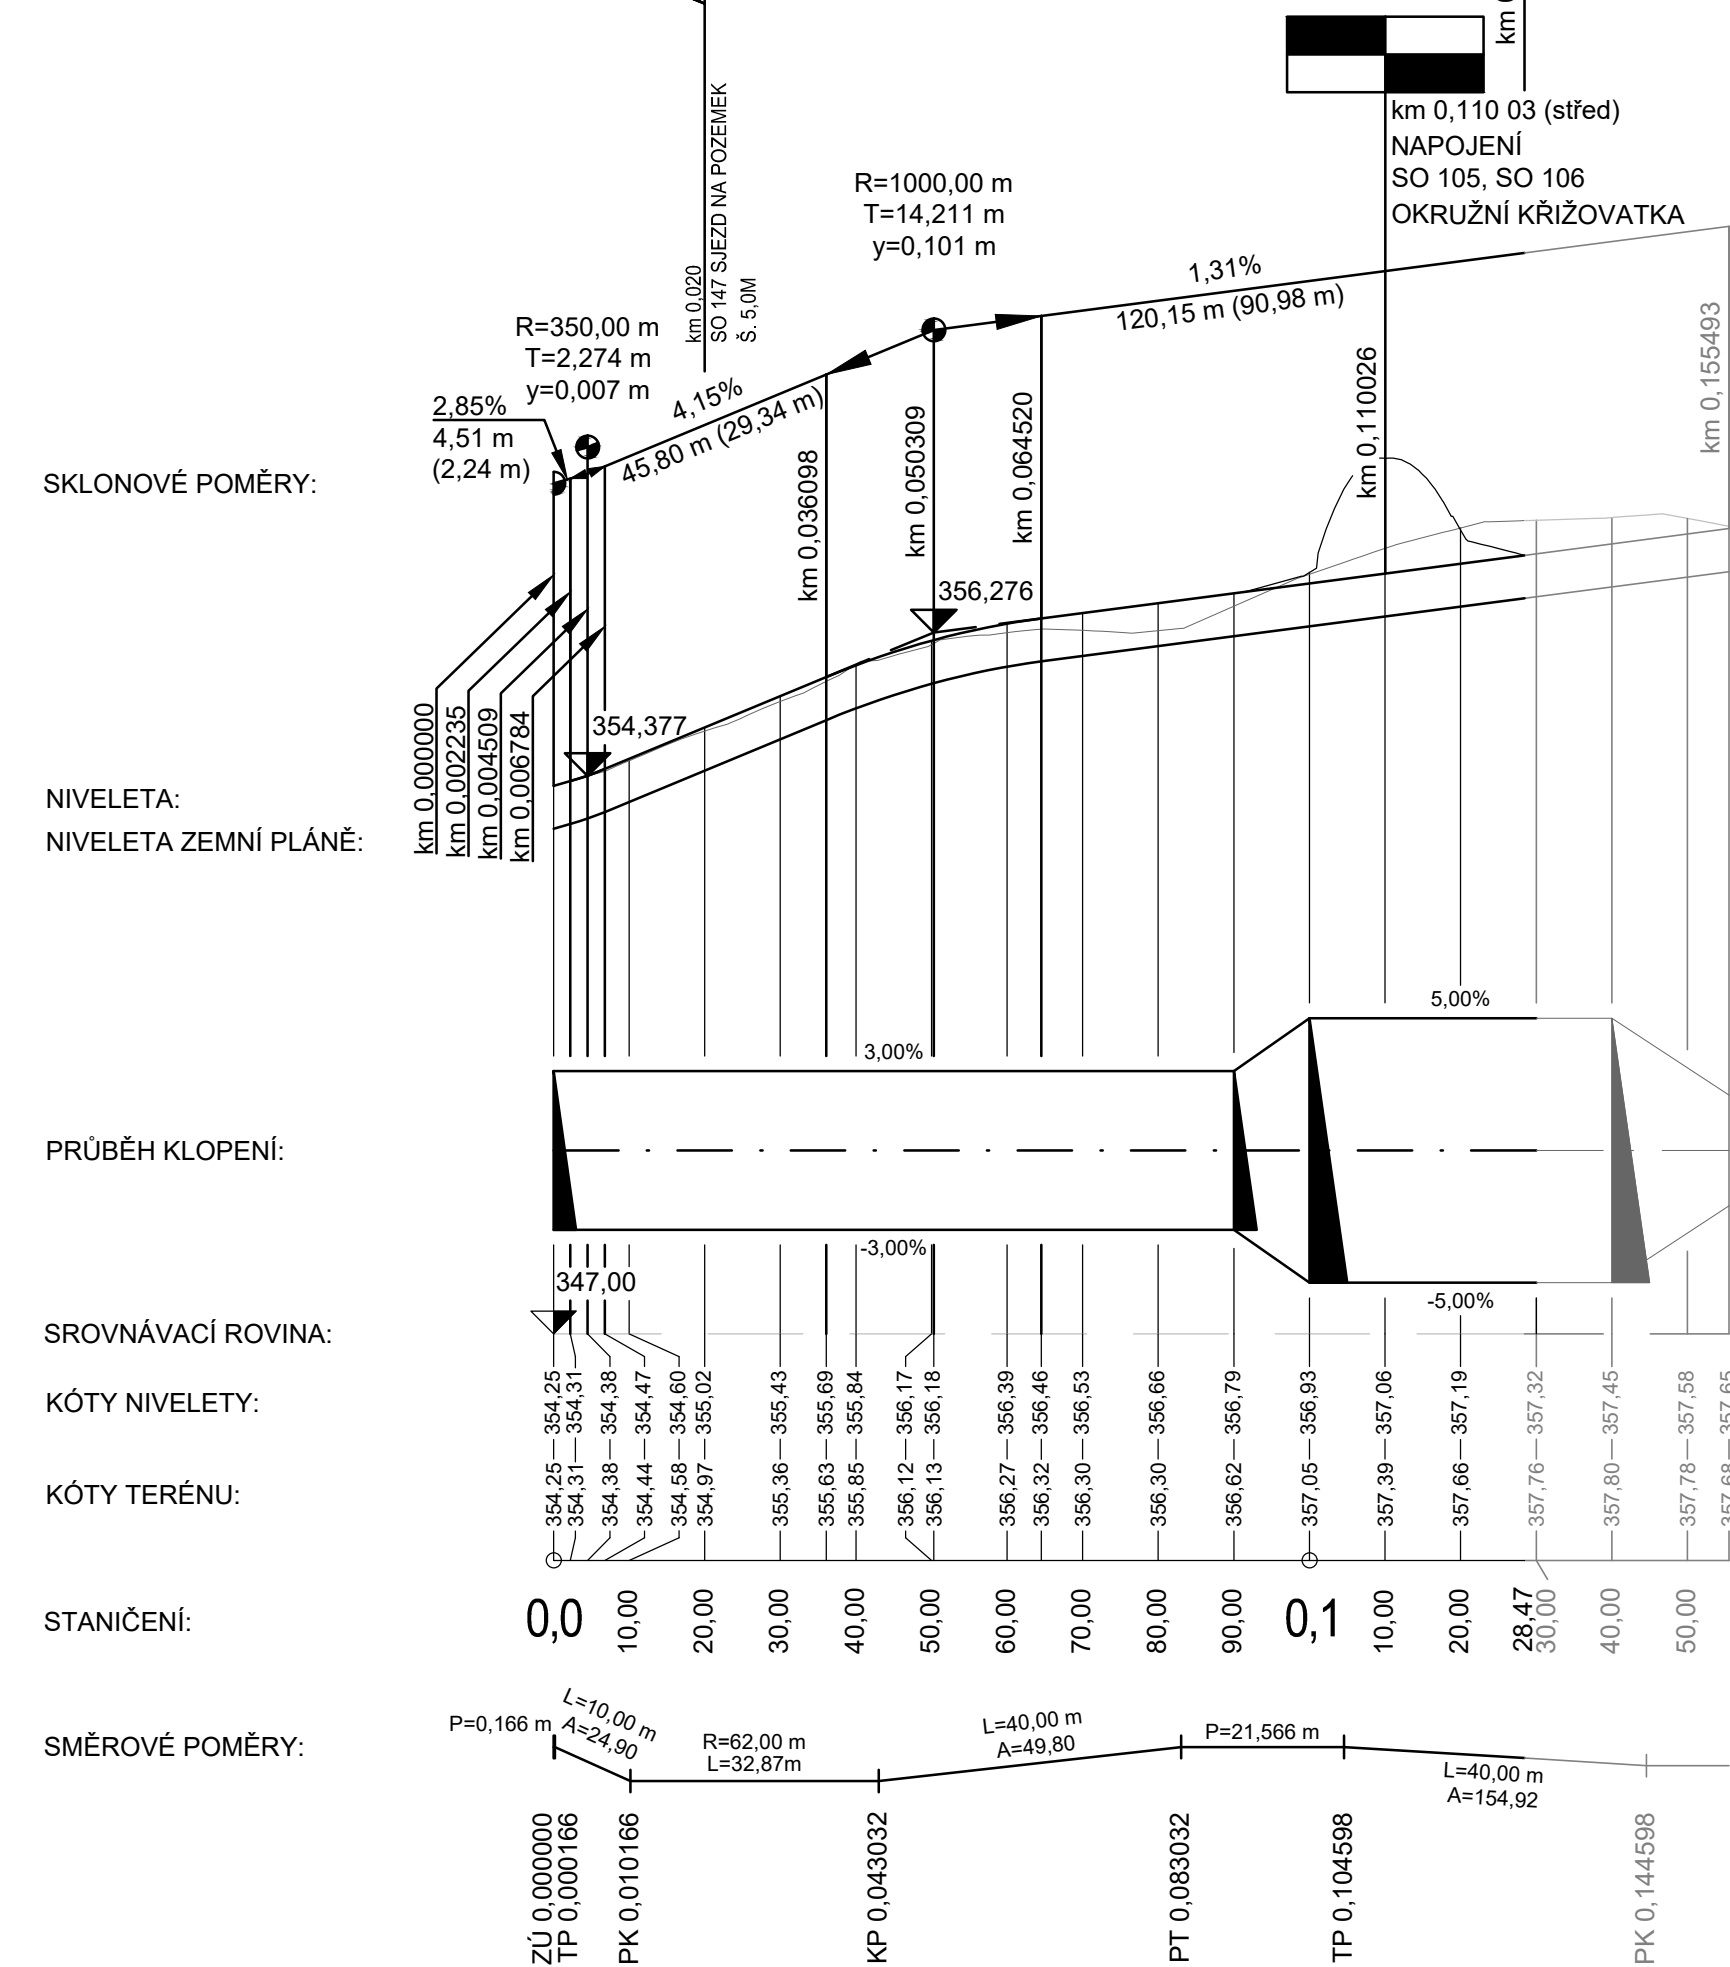 km 0,110 03 (střed)
NAPOJENÍ
SO 105, SO 106
OKRUŽNÍ KŘIŽOVATKA
km 0,020
SO 147 SJEZD NA POZEMEK
Š. 5,0M
R=1000,00 m
T=14,211 m
y=0,101 m
R=350,00 m
T=2,274 m
y=0,007 m
2,85%
4,51 m
(2,24 m)
4,15%
45,80 m (29,34 m)
1,31%
120,15 m (90,98 m)
km 0,036098
km 0,050309
km 0,064520
km 0,110026
km 0,155493
SKLONOVÉ POMĚRY:
356,276
354,377
km 0,000000
km 0,002235
km 0,004509
km 0,006784
NIVELETA:
NIVELETA ZEMNÍ PLÁNĚ:
5,00%
3,00%
PRŮBĚH KLOPENÍ:
-3,00%
-5,00%
347,00
SROVNÁVACÍ ROVINA:
KÓTY NIVELETY:
354,25 354,31 354,38 354,47 354,60 355,02 355,43 355,69 355,84 356,17 356,18 356,39 356,46 356,53 356,66 356,79 356,93 357,06 357,19 357,32 357,45 357,58 357,65
KÓTY TERÉNU:
354,25 354,31 354,38 354,44 354,58 354,97 355,36 355,63 355,85 356,12 356,13 356,27 356,32 356,30 356,30 356,62 357,05 357,39 357,66 357,76 357,80 357,78 357,68
STANIČENÍ:
0,0 10,00 20,00 30,00 40,00 50,00 60,00 70,00 80,00 90,00 0,1 10,00 20,00 28,47 30,00 40,00 50,00
SMĚROVÉ POMĚRY:
P=0,166 m
L=10,00 m
A=24,90
R=62,00 m
L=32,87m
L=40,00 m
A=49,80
P=21,566 m
L=40,00 m
A=154,92
ZÚ 0,000000
TP 0,000166
PK 0,010166
KP 0,043032
PT 0,083032
TP 0,104598
PK 0,144598